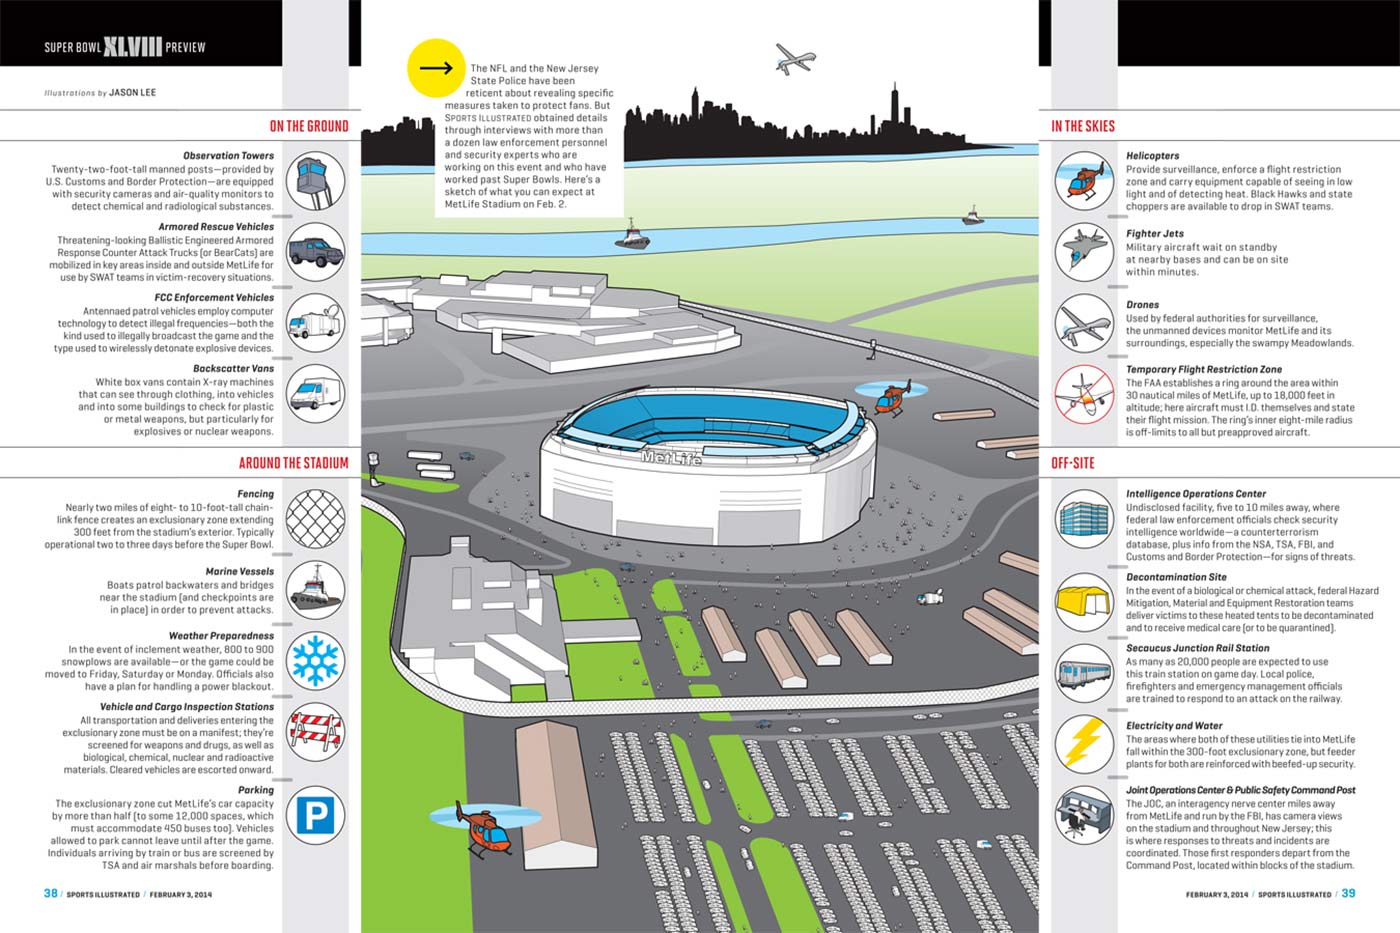 SUPER BOWL XLVIII PREVIEW
Illustrations by JASON LEE
The NFL and the New Jersey
State Police have been
reticent about revealing specific
measures taken to protect fans. But
SPORTS ILLUSTRATED obtained details
through interviews with more than
a dozen law enforcement personnel
and security experts who are
working on this event and who have
worked past Super Bowls. Here's a
sketch of what you can expect at
MetLife Stadium on Feb. 2.
ON THE GROUND
Observation Towers
Twenty-two-foot-tall manned posts—provided by
U.S. Customs and Border Protection—are equipped
with security cameras and air-quality monitors to
detect chemical and radiological substances.
Armored Rescue Vehicles
Threatening-looking Ballistic Engineered Armored
Response Counter Attack Trucks (or BearCats) are
mobilized in key areas inside and outside MetLife for
use by SWAT teams in victim-recovery situations.
FCC Enforcement Vehicles
Antennaed patrol vehicles employ computer
technology to detect illegal frequencies—both the
kind used to illegally broadcast the game and the
type used to wirelessly detonate explosive devices.
Backscatter Vans
White box vans contain X-ray machines
that can see through clothing, into vehicles
and into some buildings to check for plastic
or metal weapons, but particularly for
explosives or nuclear weapons.
AROUND THE STADIUM
Fencing
Nearly two miles of eight- to 10-foot-tall chain-
link fence creates an exclusionary zone extending
300 feet from the stadium's exterior. Typically
operational two to three days before the Super Bowl.
Marine Vessels
Boats patrol backwaters and bridges
near the stadium (and checkpoints are
in place) in order to prevent attacks.
Weather Preparedness
In the event of inclement weather, 800 to 900
snowplows are available—or the game could be
moved to Friday, Saturday or Monday. Officials also
have a plan for handling a power blackout.
Vehicle and Cargo Inspection Stations
All transportation and deliveries entering the
exclusionary zone must be on a manifest; they're
screened for weapons and drugs, as well as
biological, chemical, nuclear and radioactive
materials. Cleared vehicles are escorted onward.
Parking
The exclusionary zone cut MetLife's car capacity
by more than half (to some 12,000 spaces, which
must accommodate 450 buses too). Vehicles
allowed to park cannot leave until after the game.
Individuals arriving by train or bus are screened by
TSA and air marshals before boarding.
P
MetLife
IN THE SKIES
Helicopters
Provide surveillance, enforce a flight restriction
zone and carry equipment capable of seeing in low
light and of detecting heat. Black Hawks and state
choppers are available to drop in SWAT teams.
Fighter Jets
Military aircraft wait on standby
at nearby bases and can be on site
within minutes.
Drones
Used by federal authorities for surveillance,
the unmanned devices monitor MetLife and its
surroundings, especially the swampy Meadowlands.
Temporary Flight Restriction Zone
The FAA establishes a ring around the area within
30 nautical miles of MetLife, up to 18,000 feet in
altitude; here aircraft must I.D. themselves and state
their flight mission. The ring's inner eight-mile radius
is off-limits to all but preapproved aircraft.
OFF-SITE
Intelligence Operations Center
Undisclosed facility, five to 10 miles away, where
federal law enforcement officials check security
intelligence worldwide—a counterterrorism
database, plus info from the NSA, TSA, FBI, and
Customs and Border Protection—for signs of threats.
Decontamination Site
In the event of a biological or chemical attack, federal Hazard
Mitigation, Material and Equipment Restoration teams
deliver victims to these heated tents to be decontaminated
and to receive medical care (or to be quarantined).
Secaucus Junction Rail Station
As many as 20,000 people are expected to use
this train station on game day. Local police,
firefighters and emergency management officials
are trained to respond to an attack on the railway.
Electricity and Water
The areas where both of these utilities tie into MetLife
fall within the 300-foot exclusionary zone, but feeder
plants for both are reinforced with beefed-up security.
Joint Operations Center & Public Safety Command Post
The JOC, an interagency nerve center miles away
from MetLife and run by the FBI, has camera views
on the stadium and throughout New Jersey; this
is where responses to threats and incidents are
coordinated. Those first responders depart from the
Command Post, located within blocks of the stadium.
38 / SPORTS ILLUSTRATED / FEBRUARY 3, 2014
FEBRUARY 3, 2014 / SPORTS ILLUSTRATED / 39